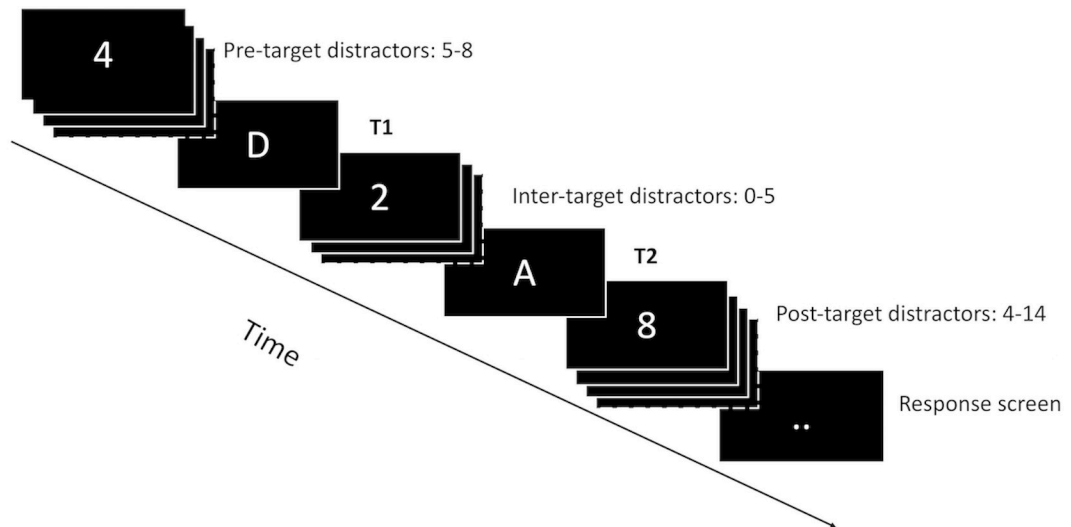 4
Pre-target distractors: 5-8
D
T1
2
Inter-target distractors: 0-5
A
T2
8
Post-target distractors: 4-14
Time
..
Response screen